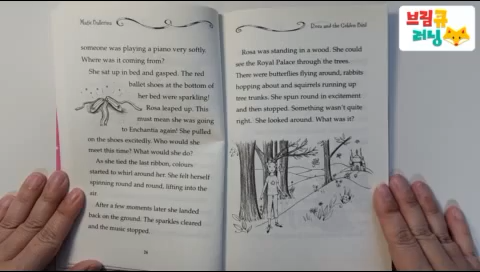 Magic Ballerina
someone was playing a piano very softly.
Where was it coming from?
She sat up in bed and gasped. The red
ballet shoes at the bottom of
her bed were sparkling!
Rosa leaped up. This
must mean she was going
to Enchantia again! She pulled
on the shoes excitedly. Who would she
meet this time? What would she do?
As she tied the last ribbon, colours
started to whirl around her. She felt herself
spinning round and round, lifting into the
air.
After a few moments later she landed
back on the ground. The sparkles cleared
and the music stopped.
Rosa and the Golden Bird
Rosa was standing in a wood. She could
see the Royal Palace through the trees.
There were butterflies flying around, rabbits
hopping about and squirrels running up
tree trunks. She spun round in excitement
and then stopped. Something wasn't quite
right. She looked around. What was it?
브림큐
러닝